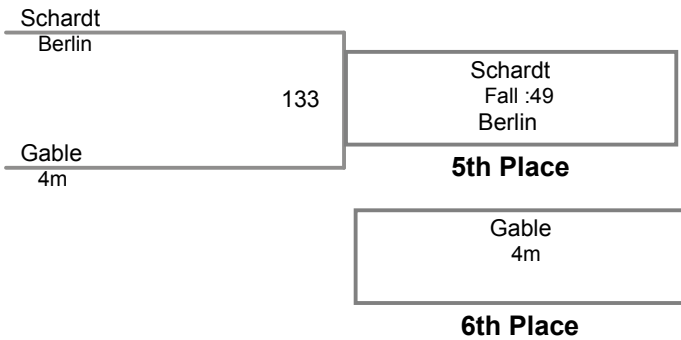 Schardt
Berlin
133
Gable
4m
Schardt
Fall :49
Berlin
5th Place
Gable
4m
6th Place